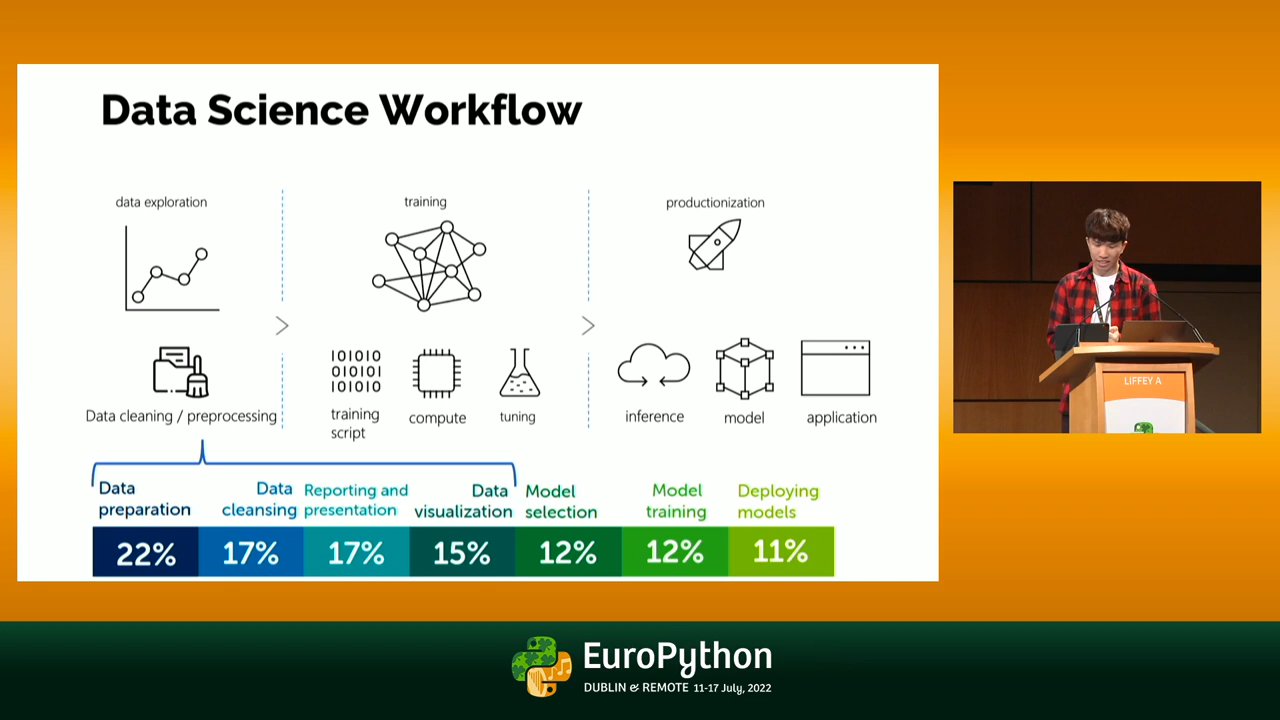 Data Science Workflow
data exploration
training
productionization
101010
010101
101010
Data cleaning / preprocessing
training
script
compute
tuning
inference
model
application
Data
preparation
Data
cleansing
Reporting and
presentation
Data
visualization
Model
selection
Model
training
Deploying
models
22%
17%
17%
15%
12%
12%
11%
LIFFEY A
EuroPython
DUBLIN & REMOTE 11-17 July, 2022